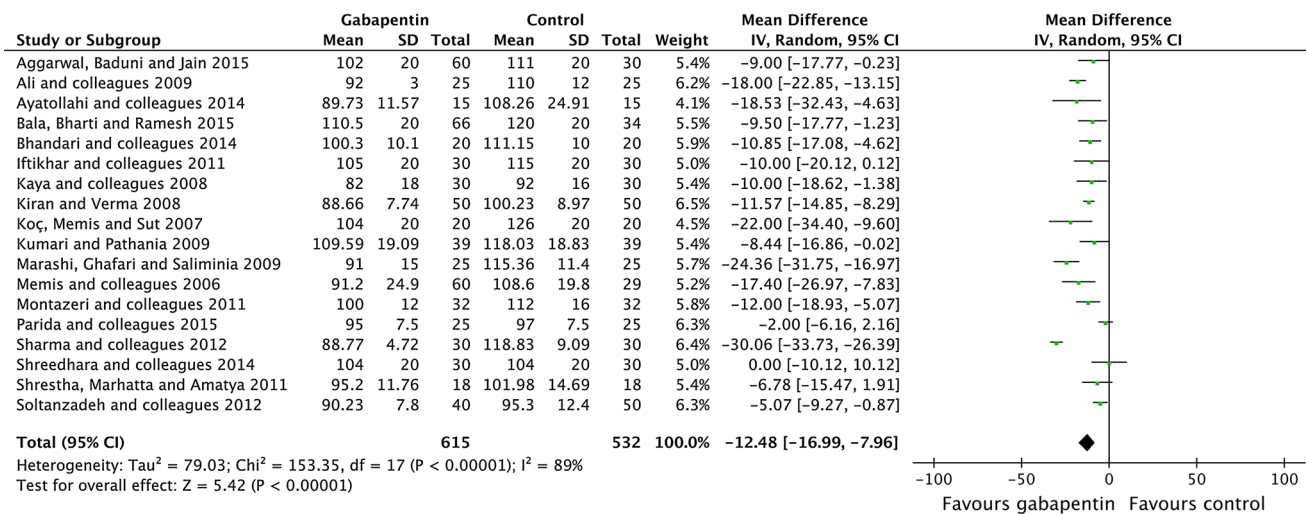 Gabapentin Control Mean Difference Mean Difference
Study or Subgroup Mean SD Total Mean SD Total Weight IV, Random, 95% CI IV, Random, 95% CI
Aggarwal, Baduni and Jain 2015 102 20 60 111 20 30 5.4% −9.00 [−17.77, −0.23]
Ali and colleagues 2009 92 3 25 110 12 25 6.2% −18.00 [−22.85, −13.15]
Ayatollahi and colleagues 2014 89.73 11.57 15 108.26 24.91 15 4.1% −18.53 [−32.43, −4.63]
Bala, Bharti and Ramesh 2015 110.5 20 66 120 20 34 5.5% −9.50 [−17.77, −1.23]
Bhandari and colleagues 2014 100.3 10.1 20 111.15 10 20 5.9% −10.85 [−17.08, −4.62]
Iftikhar and colleagues 2011 105 20 30 115 20 30 5.0% −10.00 [−20.12, 0.12]
Kaya and colleagues 2008 82 18 30 92 16 30 5.4% −10.00 [−18.62, −1.38]
Kiran and Verma 2008 88.66 7.74 50 100.23 8.97 50 6.5% −11.57 [−14.85, −8.29]
Koç, Memis and Sut 2007 104 20 20 126 20 20 4.5% −22.00 [−34.40, −9.60]
Kumari and Pathania 2009 109.59 19.09 39 118.03 18.83 39 5.4% −8.44 [−16.86, −0.02]
Marashi, Ghafari and Saliminia 2009 91 15 25 115.36 11.4 25 5.7% −24.36 [−31.75, −16.97]
Memis and colleagues 2006 91.2 24.9 60 108.6 19.8 29 5.2% −17.40 [−26.97, −7.83]
Montazeri and colleagues 2011 100 12 32 112 16 32 5.8% −12.00 [−18.93, −5.07]
Parida and colleagues 2015 95 7.5 25 97 7.5 25 6.3% −2.00 [−6.16, 2.16]
Sharma and colleagues 2012 88.77 4.72 30 118.83 9.09 30 6.4% −30.06 [−33.73, −26.39]
Shreedhara and colleagues 2014 104 20 30 104 20 30 5.0% 0.00 [−10.12, 10.12]
Shrestha, Marhatta and Amatya 2011 95.2 11.76 18 101.98 14.69 18 5.4% −6.78 [−15.47, 1.91]
Soltanzadeh and colleagues 2012 90.23 7.8 40 95.3 12.4 50 6.3% −5.07 [−9.27, −0.87]
Total (95% CI) 615 532 100.0% −12.48 [−16.99, −7.96]
Heterogeneity: Tau² = 79.03; Chi² = 153.35, df = 17 (P < 0.00001); I² = 89%
Test for overall effect: Z = 5.42 (P < 0.00001)
−100 −50 0 50 100
Favours gabapentin Favours control